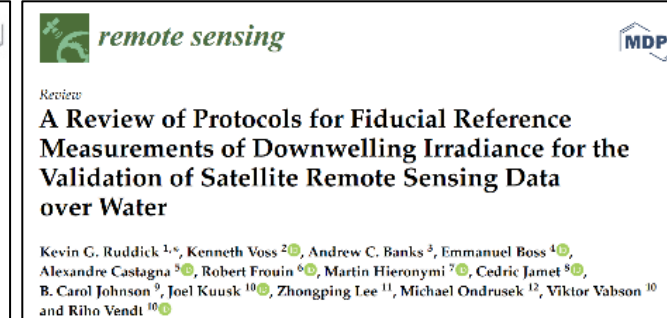 remote sensing
MDP
Review
A Review of Protocols for Fiducial Reference
Measurements of Downwelling Irradiance for the
Validation of Satellite Remote Sensing Data
over Water
Kevin G. Ruddick 1,*, Kenneth Voss 2, Andrew C. Banks 3, Emmanuel Boss 4,
Alexandre Castagna 5, Robert Frouin 6, Martin Hieronymi 7, Cedric Jamet 8,
B. Carol Johnson 9, Joel Kuusk 10, Zhongping Lee 11, Michael Ondrusek 12, Viktor Vabson 10
and Riho Vendt 10